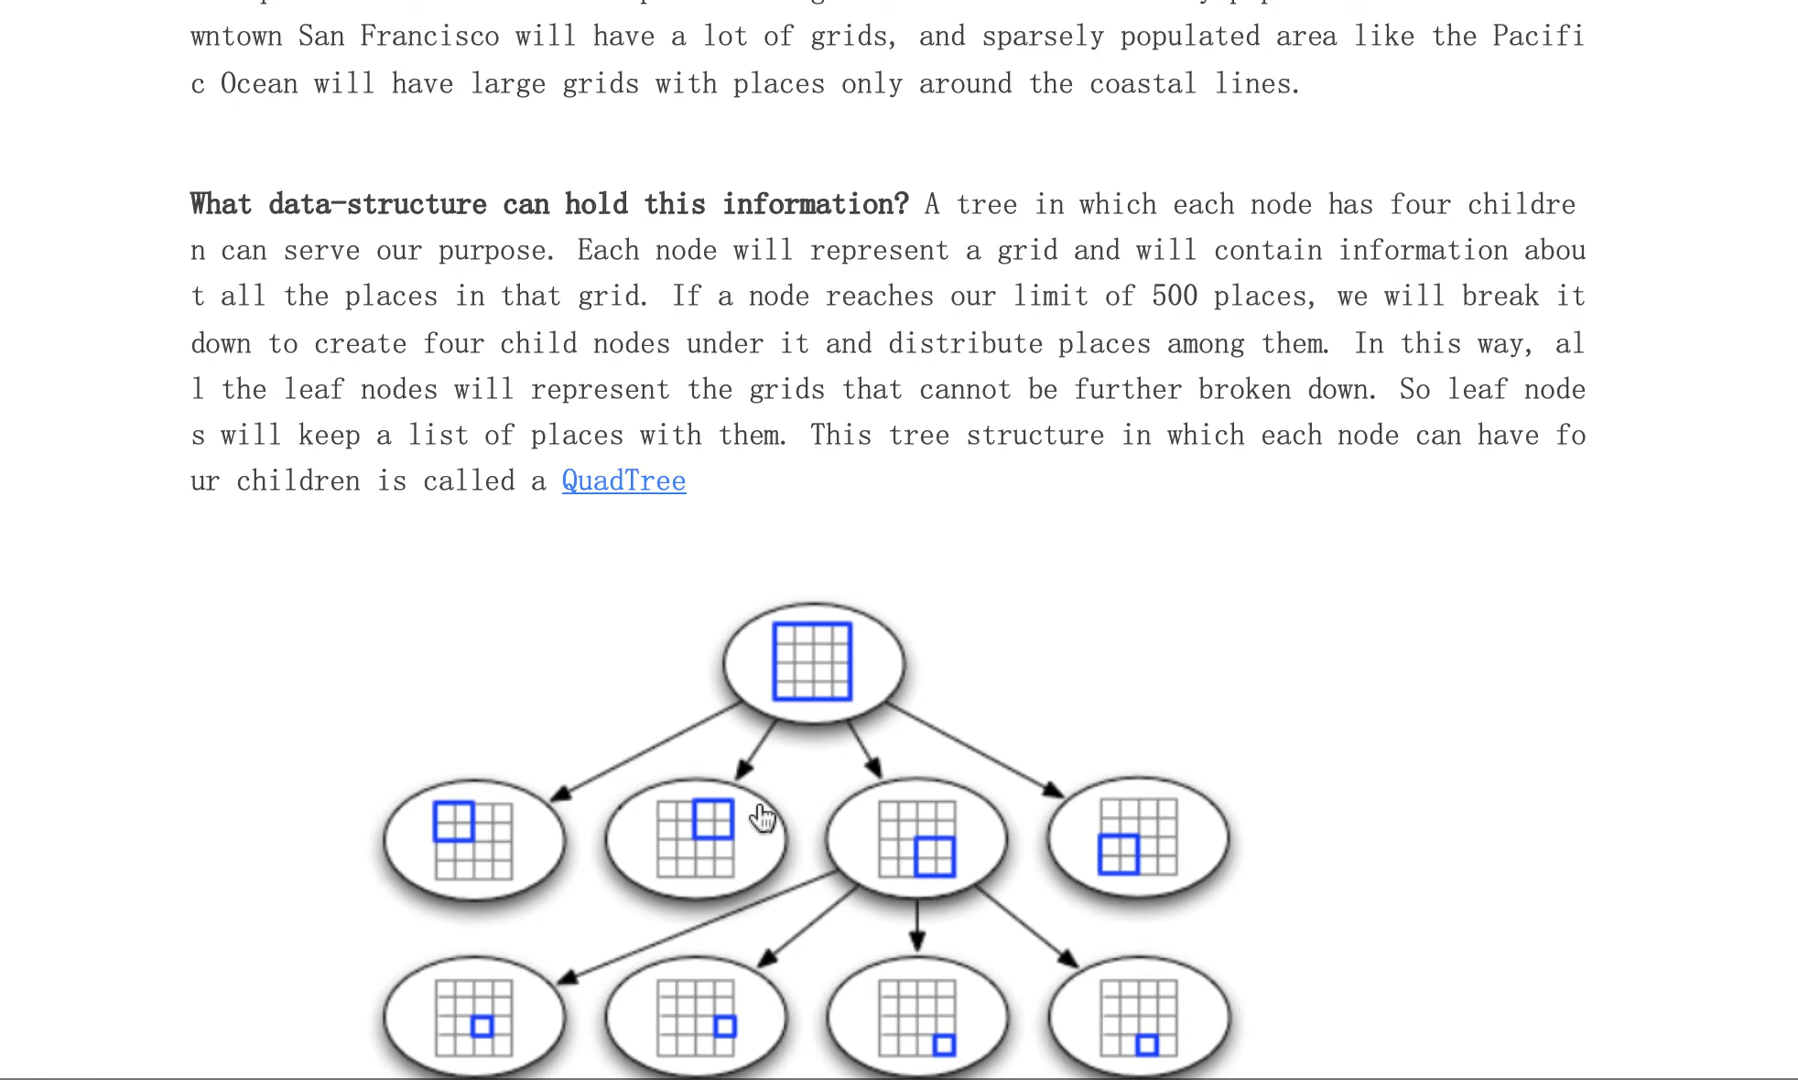 wntown San Francisco will have a lot of grids, and sparsely populated area like the Pacifi
c Ocean will have large grids with places only around the coastal lines.
What data-structure can hold this information? A tree in which each node has four childre
n can serve our purpose. Each node will represent a grid and will contain information abou
t all the places in that grid. If a node reaches our limit of 500 places, we will break it
down to create four child nodes under it and distribute places among them. In this way, al
l the leaf nodes will represent the grids that cannot be further broken down. So leaf node
s will keep a list of places with them. This tree structure in which each node can have fo
ur children is called a QuadTree